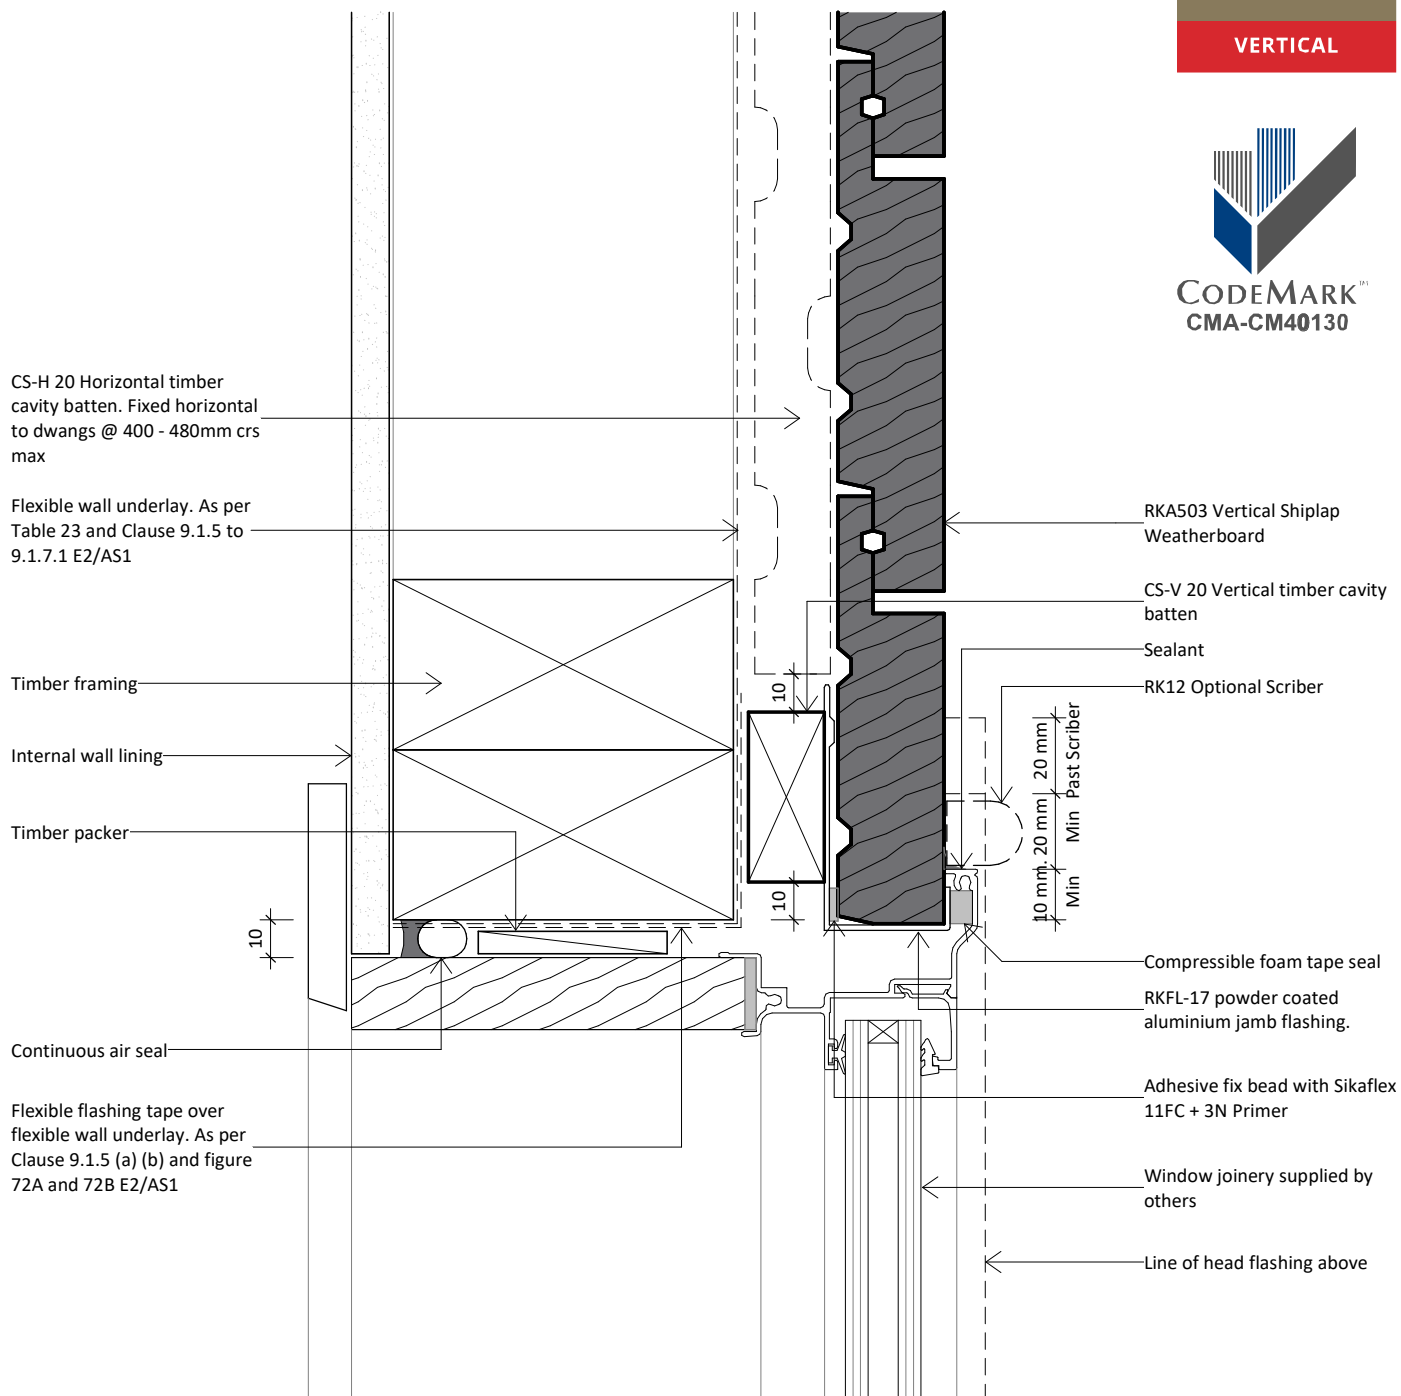 VERTICAL
CODEMARK™
CMA-CM40130
CS-H 20 Horizontal timber
cavity batten. Fixed horizontal
to dwangs @ 400 - 480mm crs
max
Flexible wall underlay. As per
Table 23 and Clause 9.1.5 to
9.1.7.1 E2/AS1
Timber framing
Internal wall lining
Timber packer
10
Continuous air seal
Flexible flashing tape over
flexible wall underlay. As per
Clause 9.1.5 (a) (b) and figure
72A and 72B E2/AS1
10
10
RKA503 Vertical Shiplap
Weatherboard
CS-V 20 Vertical timber cavity
batten
Sealant
RK12 Optional Scriber
20 mm
Past Scriber
20 mm
Min
10 mm.
Min
Compressible foam tape seal
RKFL-17 powder coated
aluminium jamb flashing.
Adhesive fix bead with Sikaflex
11FC + 3N Primer
Window joinery supplied by
others
Line of head flashing above